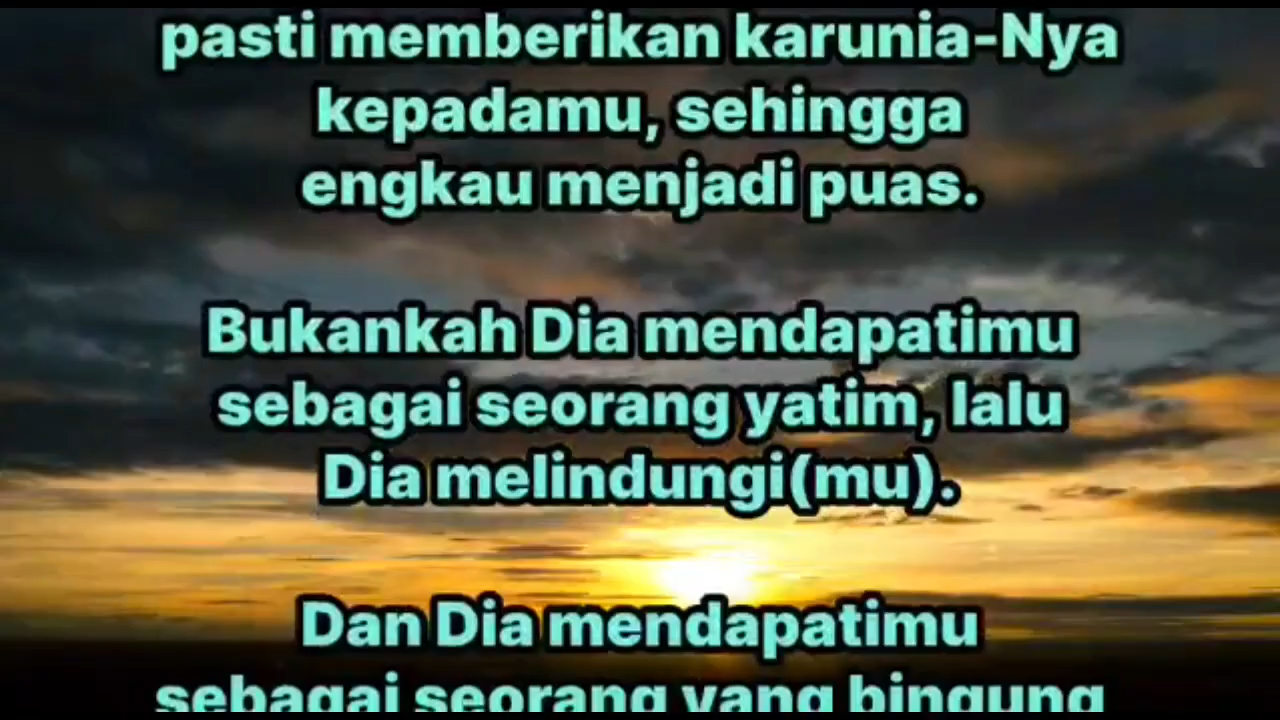 pasti memberikan karunia-Nya
kepadamu, sehingga
engkau menjadi puas.
Bukankah Dia mendapatimu
sebagai seorang yatim, lalu
Dia melindungi(mu).
Dan Dia mendapatimu
sebagai seorang yang bingung